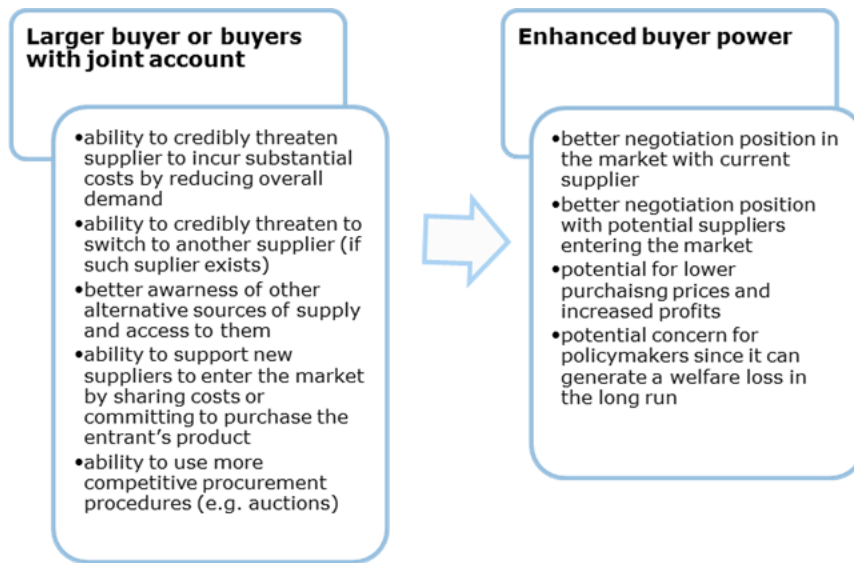 Larger buyer or buyers
with joint account
•ability to credibly threaten
supplier to incur substantial
costs by reducing overall
demand
•ability to credibly threaten to
switch to another supplier (if
such suplier exists)
•better awarness of other
alternative sources of supply
and access to them
•ability to support new
suppliers to enter the market
by sharing costs or
committing to purchase the
entrant's product
•ability to use more
competitive procurement
procedures (e.g. auctions)
Enhanced buyer power
•better negotiation position in
the market with current
supplier
•better negotiation position
with potential suppliers
entering the market
•potential for lower
purchaisng prices and
increased profits
•potential concern for
policymakers since it can
generate a welfare loss in
the long run